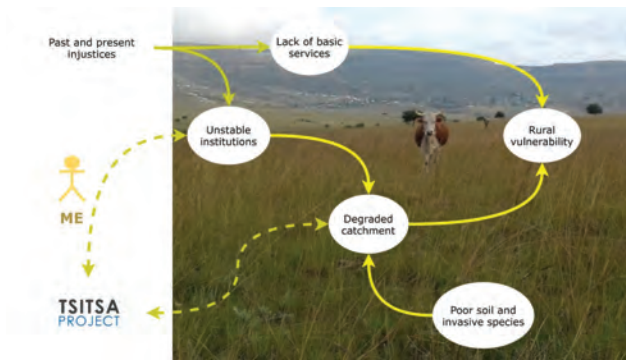 Past and present
injustices
Lack of basic
services
Unstable
institutions
Rural
vulnerability
ME
Degraded
catchment
TSITSA
PROJECT
Poor soil and
invasive species